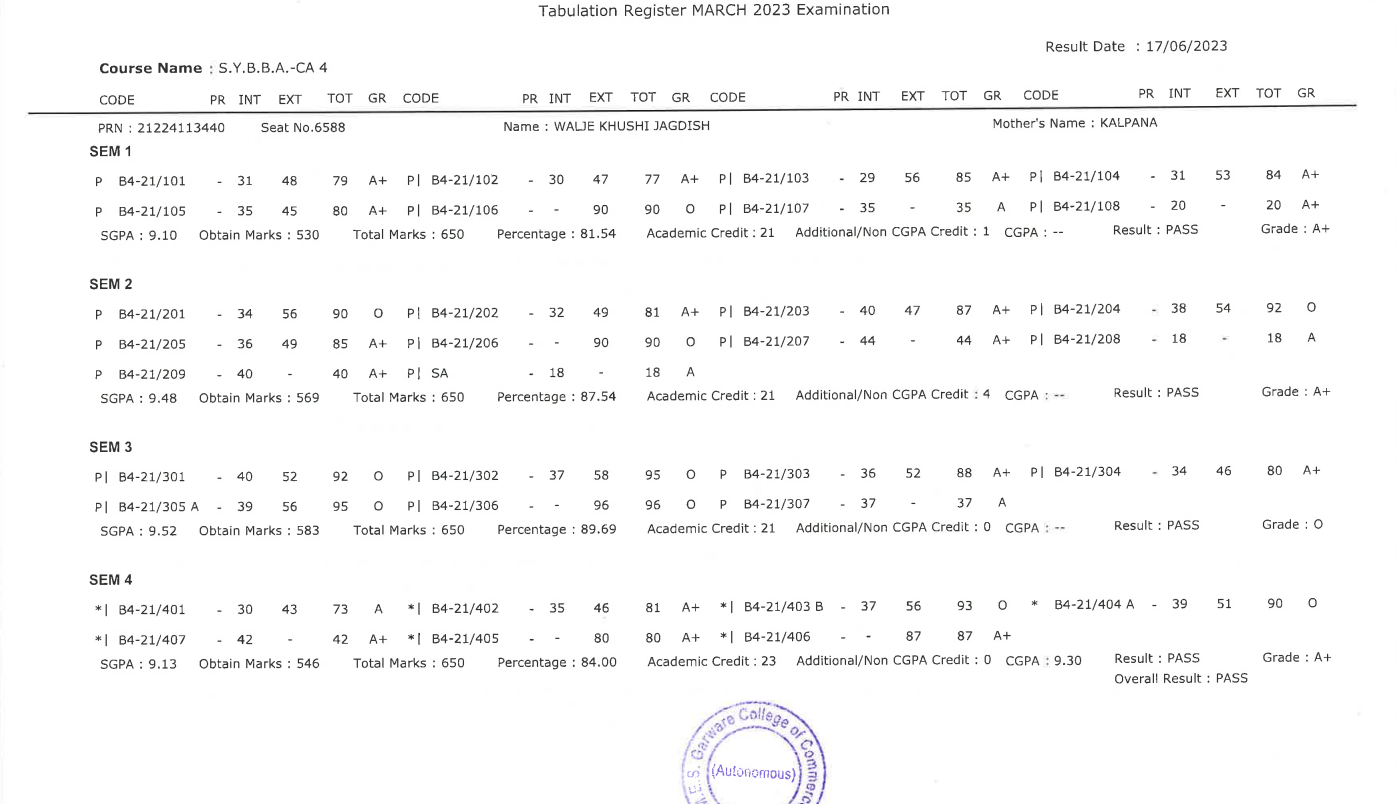 Tabulation Register MARCH 2023 Examination
Result Date : 17/06/2023
Course Name : S.Y.B.B.A.-CA 4
CODE PR INT EXT TOT GR CODE PR INT EXT TOT GR CODE PR INT EXT TOT GR CODE PR INT EXT TOT GR
PRN : 21224113440 Seat No.6588 Name : WALJE KHUSHI JAGDISH Mother's Name : KALPANA
SEM 1
P B4-21/101 - 31 48 79 A+ P| B4-21/102 - 30 47 77 A+ P| B4-21/103 - 29 56 85 A+ P| B4-21/104 - 31 53 84 A+
P B4-21/105 - 35 45 80 A+ P| B4-21/106 - - 90 90 O P| B4-21/107 - 35 - 35 A P| B4-21/108 - 20 - 20 A+
SGPA : 9.10 Obtain Marks : 530 Total Marks : 650 Percentage : 81.54 Academic Credit : 21 Additional/Non CGPA Credit : 1 CGPA : -- Result : PASS Grade : A+
SEM 2
P B4-21/201 - 34 56 90 O P| B4-21/202 - 32 49 81 A+ P| B4-21/203 - 40 47 87 A+ P| B4-21/204 - 38 54 92 O
P B4-21/205 - 36 49 85 A+ P| B4-21/206 - - 90 90 O P| B4-21/207 - 44 - 44 A+ P| B4-21/208 - 18 - 18 A
P B4-21/209 - 40 - 40 A+ P| SA - 18 - 18 A
SGPA : 9.48 Obtain Marks : 569 Total Marks : 650 Percentage : 87.54 Academic Credit : 21 Additional/Non CGPA Credit : 4 CGPA : -- Result : PASS Grade : A+
SEM 3
P| B4-21/301 - 40 52 92 O P| B4-21/302 - 37 58 95 O P B4-21/303 - 36 52 88 A+ P| B4-21/304 - 34 46 80 A+
P| B4-21/305 A - 39 56 95 O P| B4-21/306 - - 96 96 O P B4-21/307 - 37 - 37 A
SGPA : 9.52 Obtain Marks : 583 Total Marks : 650 Percentage : 89.69 Academic Credit : 21 Additional/Non CGPA Credit : 0 CGPA : -- Result : PASS Grade : O
SEM 4
*| B4-21/401 - 30 43 73 A *| B4-21/402 - 35 46 81 A+ *| B4-21/403 B - 37 56 93 O * B4-21/404 A - 39 51 90 O
*| B4-21/407 - 42 - 42 A+ *| B4-21/405 - - 80 80 A+ *| B4-21/406 - - 87 87 A+
SGPA : 9.13 Obtain Marks : 546 Total Marks : 650 Percentage : 84.00 Academic Credit : 23 Additional/Non CGPA Credit : 0 CGPA : 9.30 Result : PASS Grade : A+
Overall Result : PASS
M.E.S. Garware College of Commerc
(Autonomous)